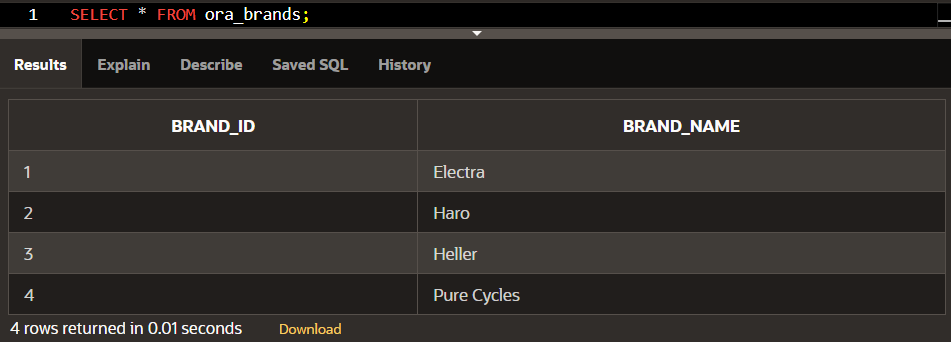 1 SELECT * FROM ora_brands;
Results Explain Describe Saved SQL History
BRAND_ID BRAND_NAME
1 Electra
2 Haro
3 Heller
4 Pure Cycles
4 rows returned in 0.01 seconds Download